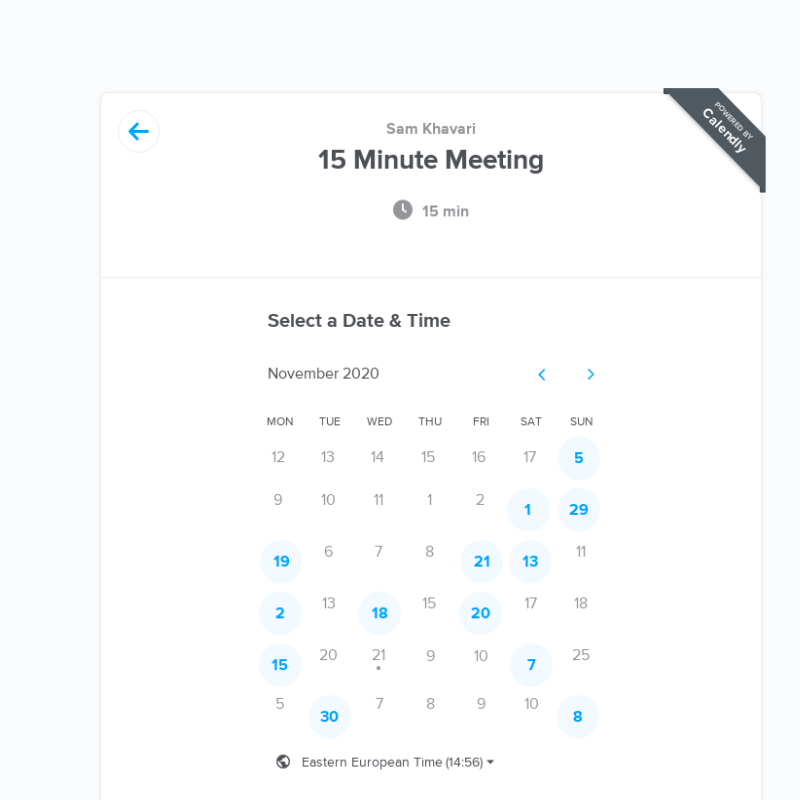 POWERED BY
Calendly
Sam Khavari
15 Minute Meeting
15 min
Select a Date & Time
November 2020
MON TUE WED THU FRI SAT SUN
12 13 14 15 16 17 5
9 10 11 1 2 1 29
19 6 7 8 21 13 11
2 13 18 15 20 17 18
15 20 21 9 10 7 25
5 30 7 8 9 10 8
Eastern European Time (14:56)